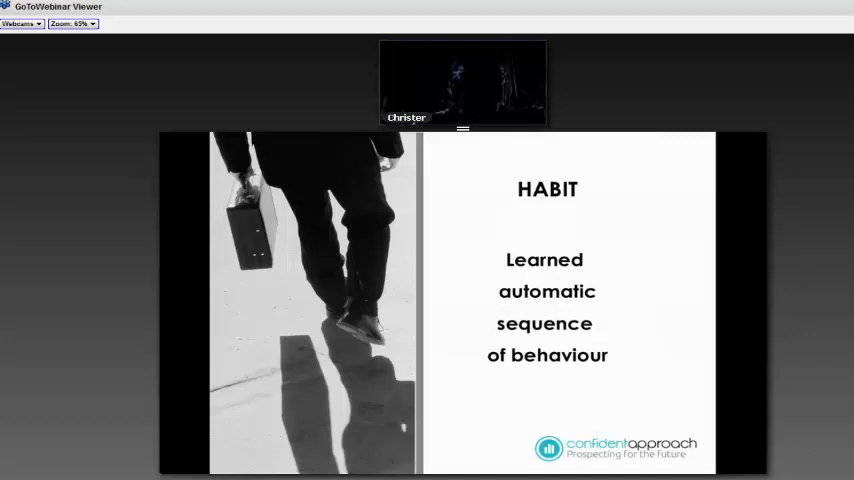 GoToWebinar Viewer
Webcams
Zoom: 65%
Christer
HABIT
Learned
automatic
sequence
of behaviour
confidentapproach
Prospecting for the future